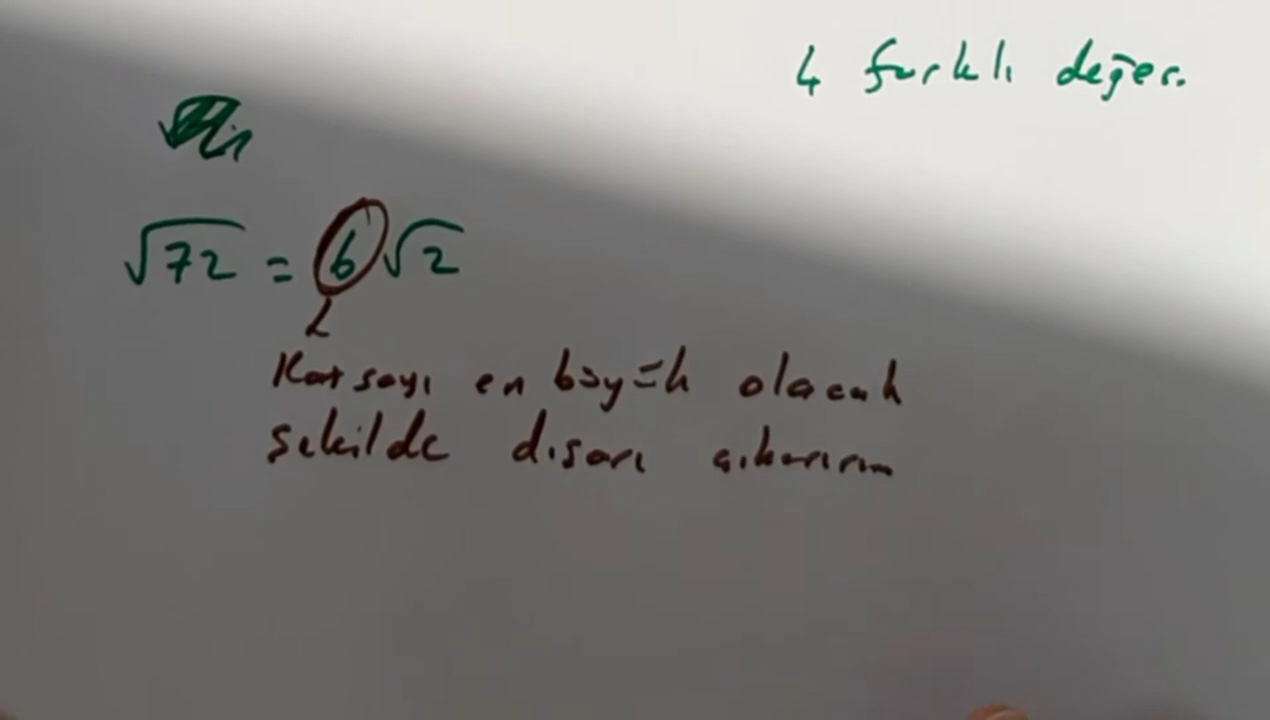 4 farklı değer.
√72 = 6√2
Katsayı en büyük olacak
şekilde dışarı çıkarırım